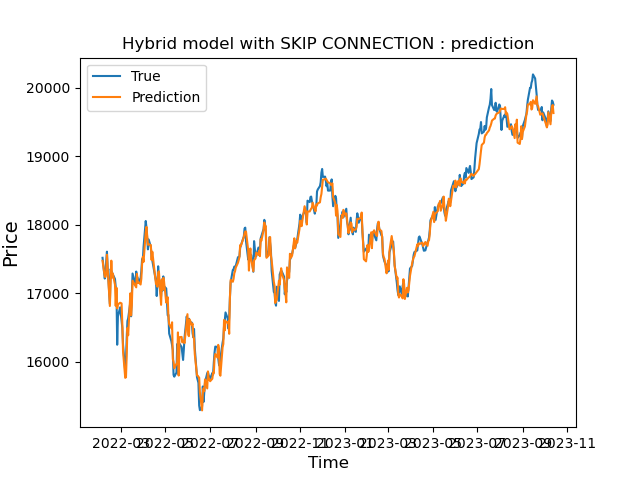 Hybrid model with SKIP CONNECTION : prediction
True
Prediction
20000
19000
18000
17000
16000
Price
2022-03 2022-05 2022-07 2022-09 2022-11 2023-01 2023-03 2023-05 2023-07 2023-09 2023-11
Time